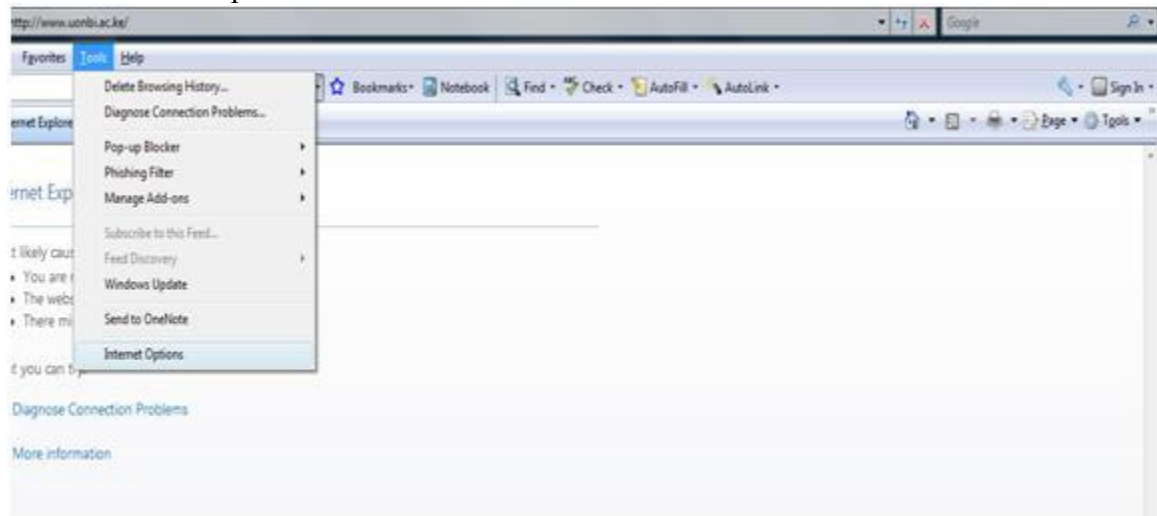 http://www.uonbi.ac.ke/ Google
Favorites Tools Help
Bookmarks Notebook Find Check AutoFill AutoLink Sign In
ernet Explore Page Tools
Delete Browsing History...
Diagnose Connection Problems...
Pop-up Blocker
Phishing Filter
Manage Add-ons
Subscribe to this Feed...
Feed Discovery
Windows Update
Send to OneNote
Internet Options
ernet Exp
t likely caus
You are
The webs
There mi
t you can
Diagnose Connection Problems
More information